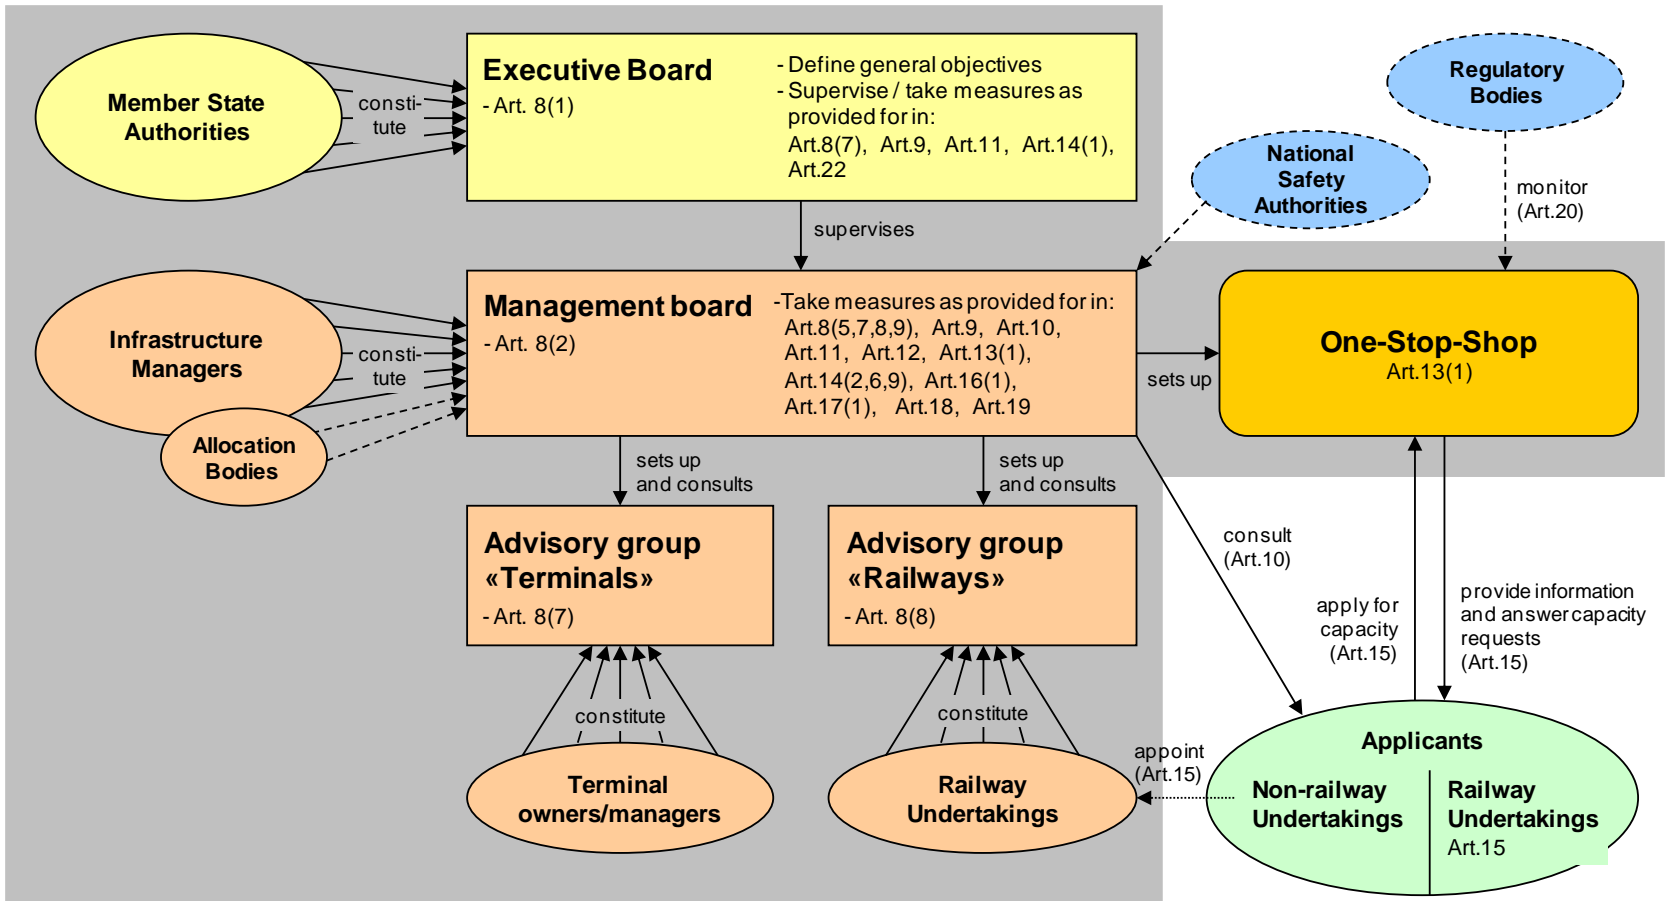 Member State
Authorities
consti-
tute
Executive Board
- Art. 8(1)
- Define general objectives
- Supervise / take measures as
provided for in:
Art.8(7), Art.9, Art.11, Art.14(1),
Art.22
Regulatory
Bodies
National
Safety
Authorities
monitor
(Art.20)
supervises
Infrastructure
Managers
consti-
tute
Allocation
Bodies
Management board
- Art. 8(2)
-Take measures as provided for in:
Art.8(5,7,8,9), Art.9, Art.10,
Art.11, Art.12, Art.13(1),
Art.14(2,6,9), Art.16(1),
Art.17(1), Art.18, Art.19
sets up
One-Stop-Shop
Art.13(1)
sets up
and consults
sets up
and consults
Advisory group
«Terminals»
- Art. 8(7)
Advisory group
«Railways»
- Art. 8(8)
consult
(Art.10)
apply for
capacity
(Art.15)
provide information
and answer capacity
requests
(Art.15)
constitute
constitute
Terminal
owners/managers
Railway
Undertakings
appoint
(Art.15)
Applicants
Non-railway
Undertakings
Railway
Undertakings
Art.15